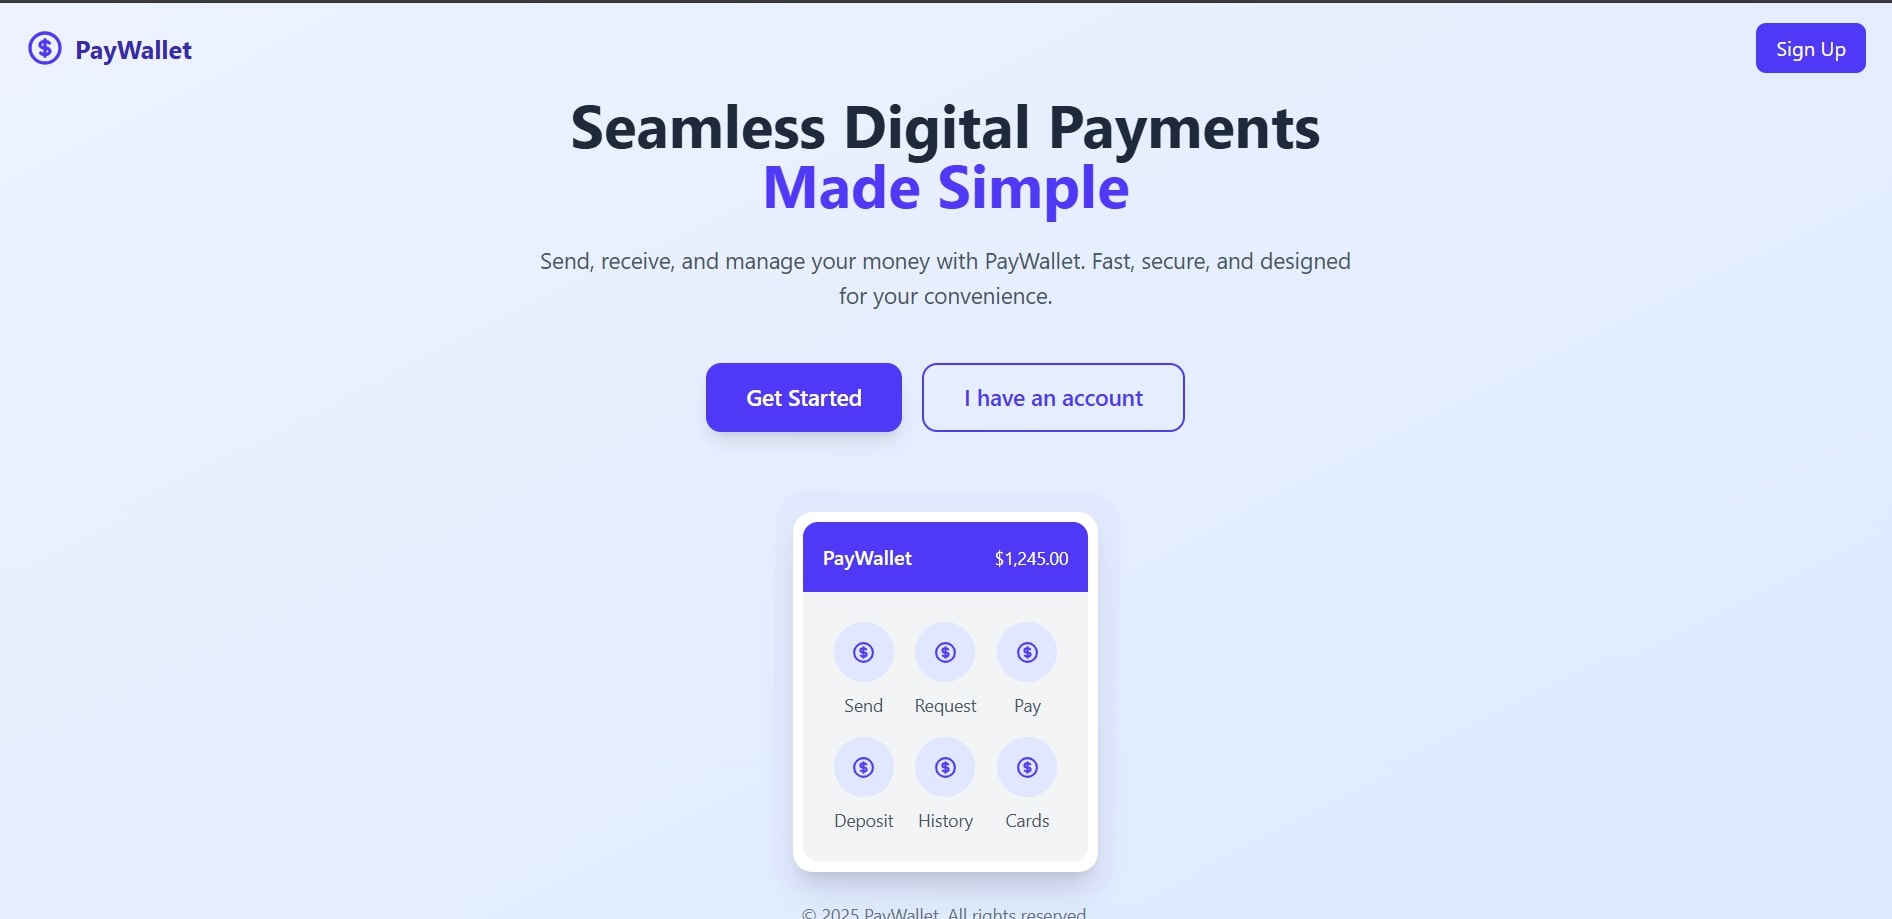 PayWallet
Sign Up
Seamless Digital Payments
Made Simple
Send, receive, and manage your money with PayWallet. Fast, secure, and designed
for your convenience.
Get Started
I have an account
PayWallet
$1,245.00
Send
Request
Pay
Deposit
History
Cards
© 2025 PayWallet. All rights reserved.